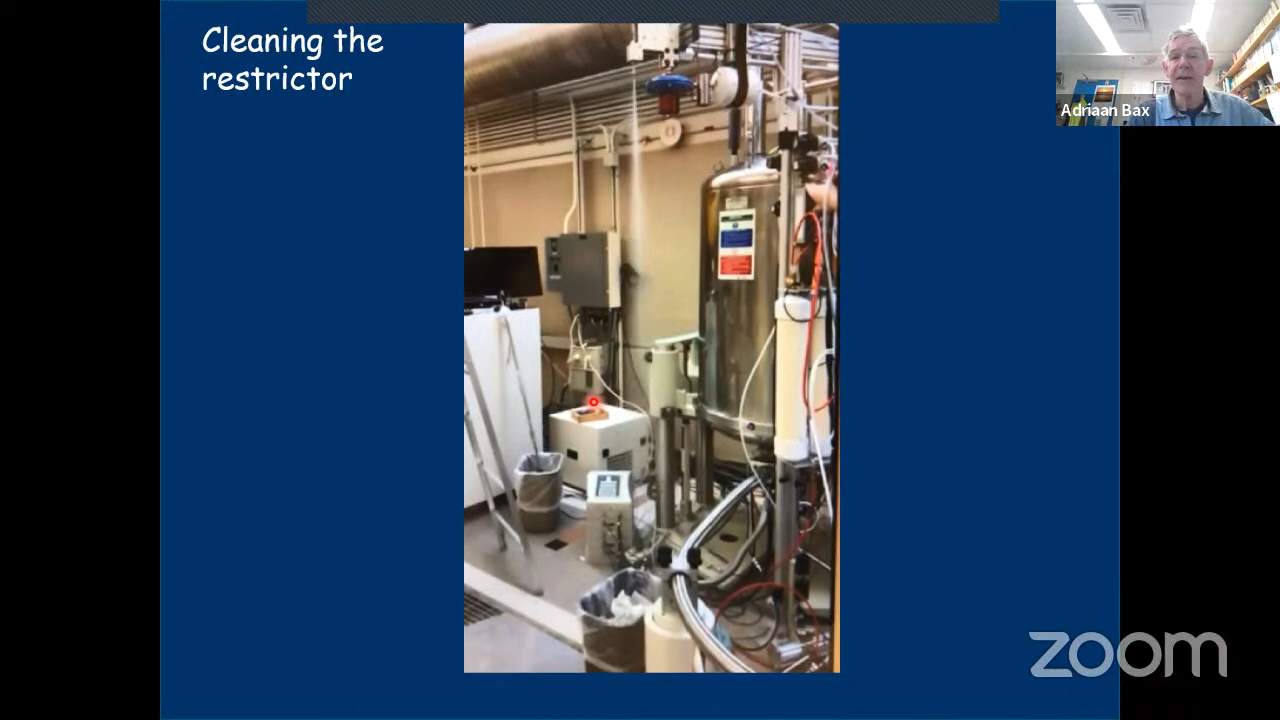 Cleaning the
restrictor
Adriaan Bax
zoom